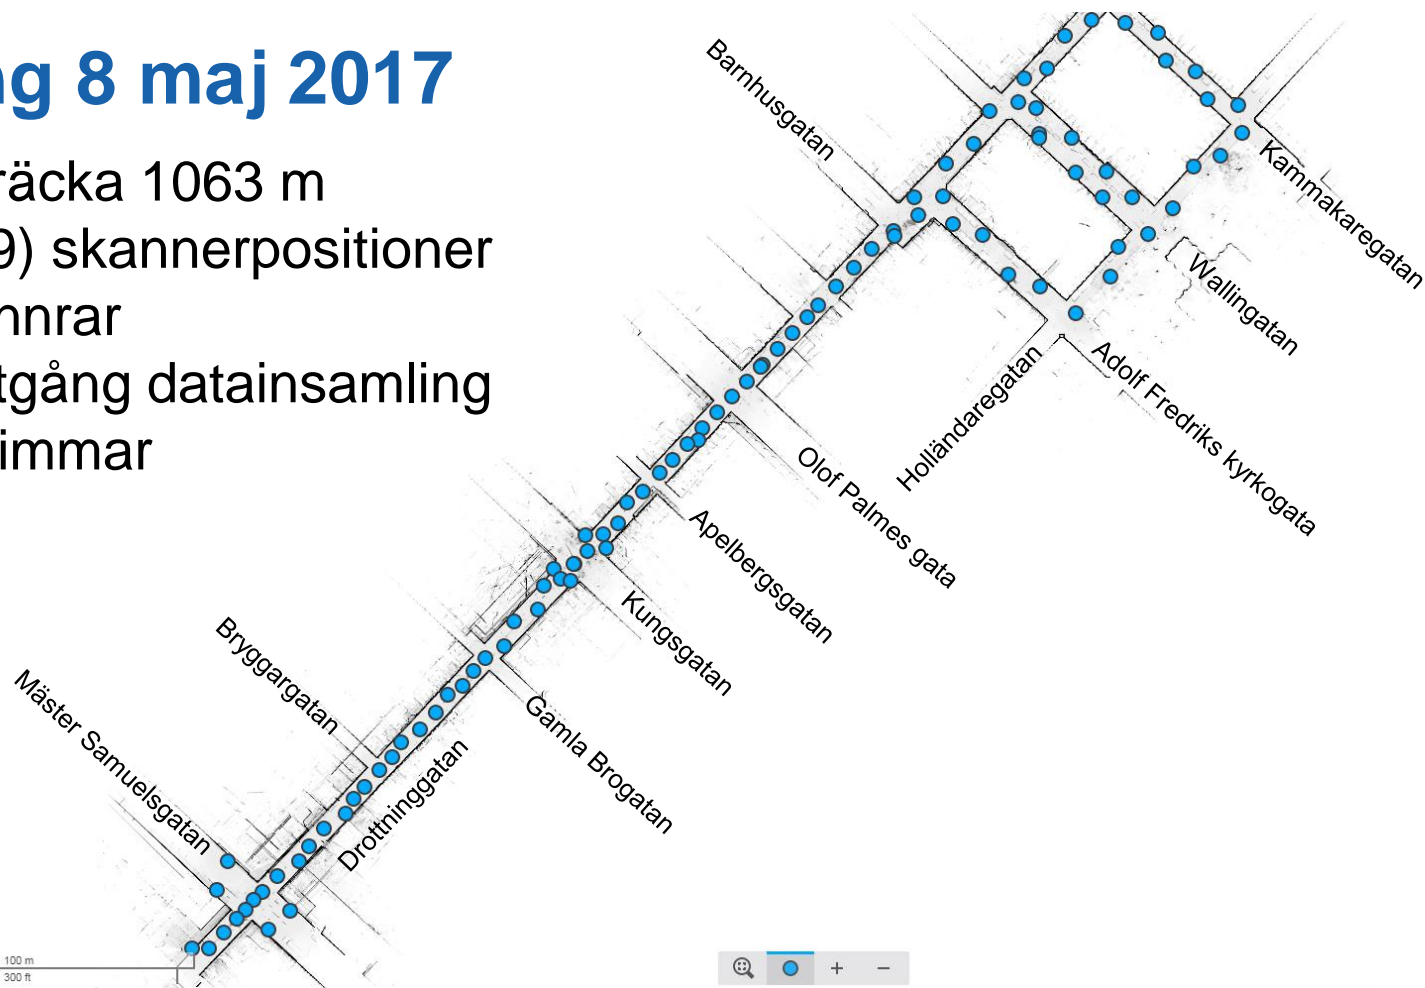 ng 8 maj 2017
räcka 1063 m
9) skannerpositioner
nnrar
tgång datainsamling
immar
Barnhusgatan
Kammakaregatan
Wallingatan
Adolf Fredriks kyrkogata
Holländaregatan
Olof Palmes gata
Apelbergsgatan
Kungsgatan
Gamla Brogatan
Bryggargatan
Drottninggatan
Mäster Samuelsgatan
100 m
300 ft